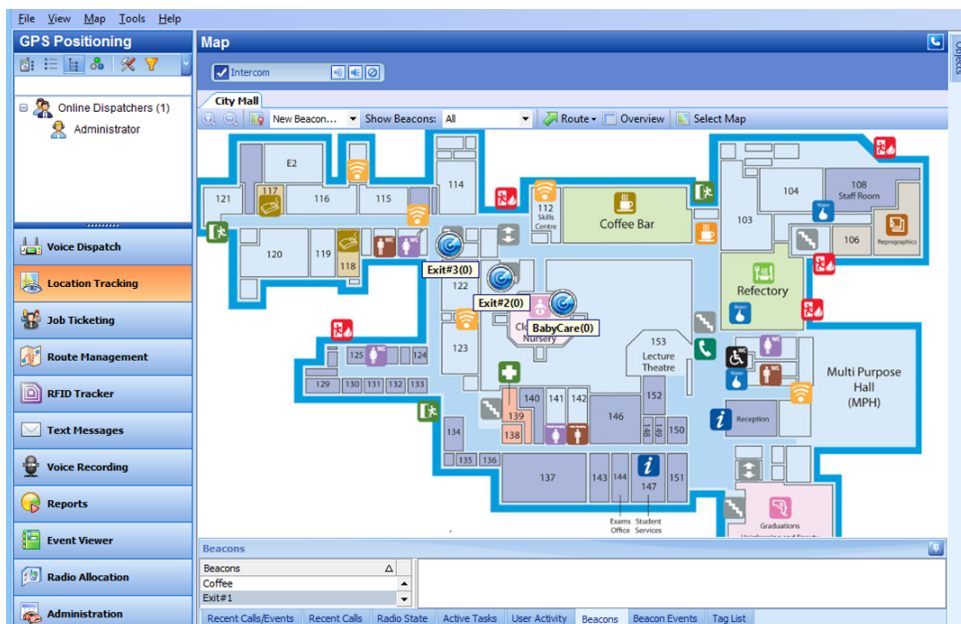 File View Map Tools Help
GPS Positioning
Online Dispatchers (1)
Administrator
Voice Dispatch
Location Tracking
Job Ticketing
Route Management
RFID Tracker
Text Messages
Voice Recording
Reports
Event Viewer
Radio Allocation
Administration
Map
Objects
Intercom
City Mall
New Beacon... Show Beacons: All Route Overview Select Map
E2
121
117
116
115
114
112
Skills
Centre
Coffee Bar
104
108
Staff Room
103
Water
106
Reprographics
120
119
118
WC
WC
Exit#3(0)
122
Exit#2(0)
BabyCare(0)
Nursery
Refectory
Water
123
153
Lecture
Theatre
125
124
129
130
131
132
133
WC
Water
WC
Multi Purpose
Hall
(MPH)
139
140
141
142
138
146
152
148
149
150
Reception
134
135
136
137
143
144
147
151
Exams
Office
Student
Services
Graduations
Beacons
Beacons
Coffee
Exit#1
Recent Calls/Events Recent Calls Radio State Active Tasks User Activity Beacons Beacon Events Tag List